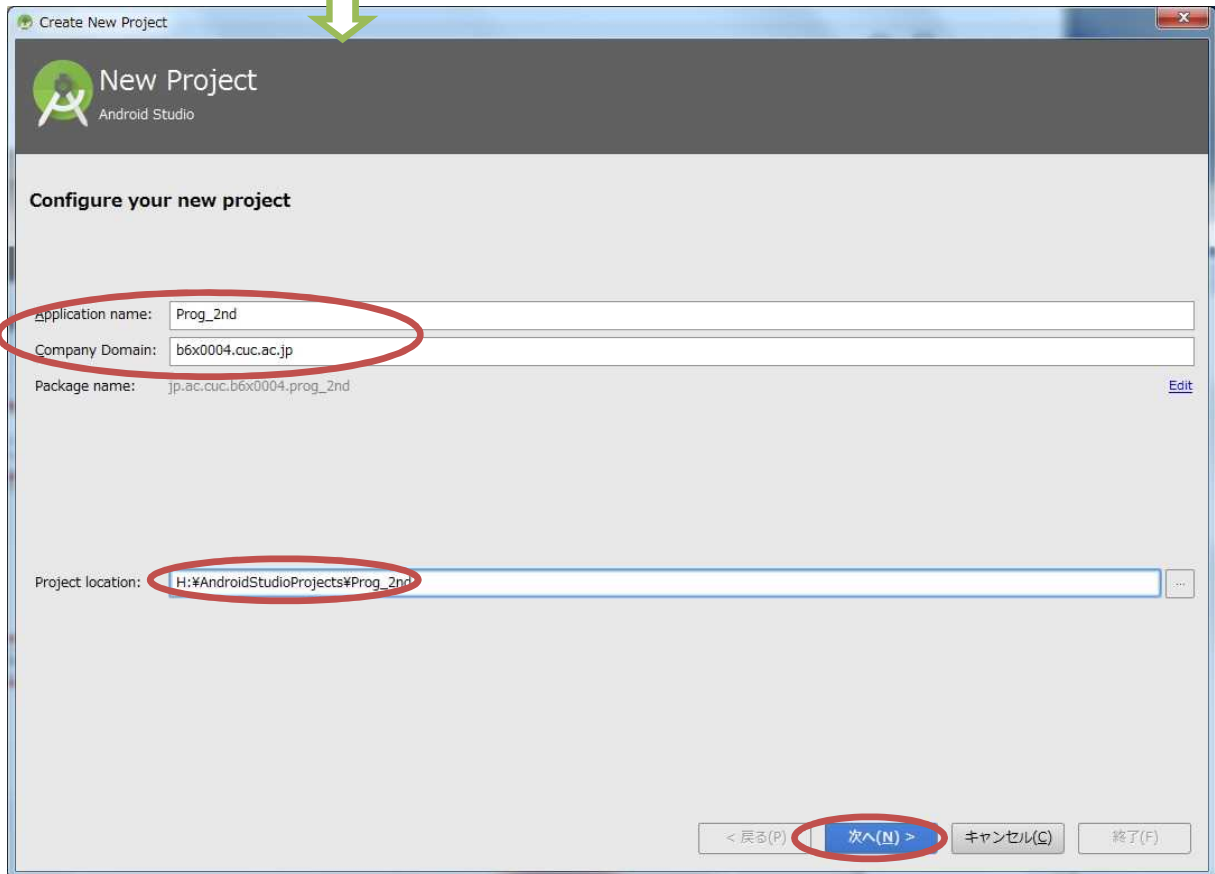 Create New Project
New Project
Android Studio
Configure your new project
Application name: Prog_2nd
Company Domain: b6x0004.cuc.ac.jp
Package name: jp.ac.cuc.b6x0004.prog_2nd Edit
Project location: H:¥AndroidStudioProjects¥Prog_2nd ...
< 戻る(P) 次へ(N) > キャンセル(C) 終了(F)